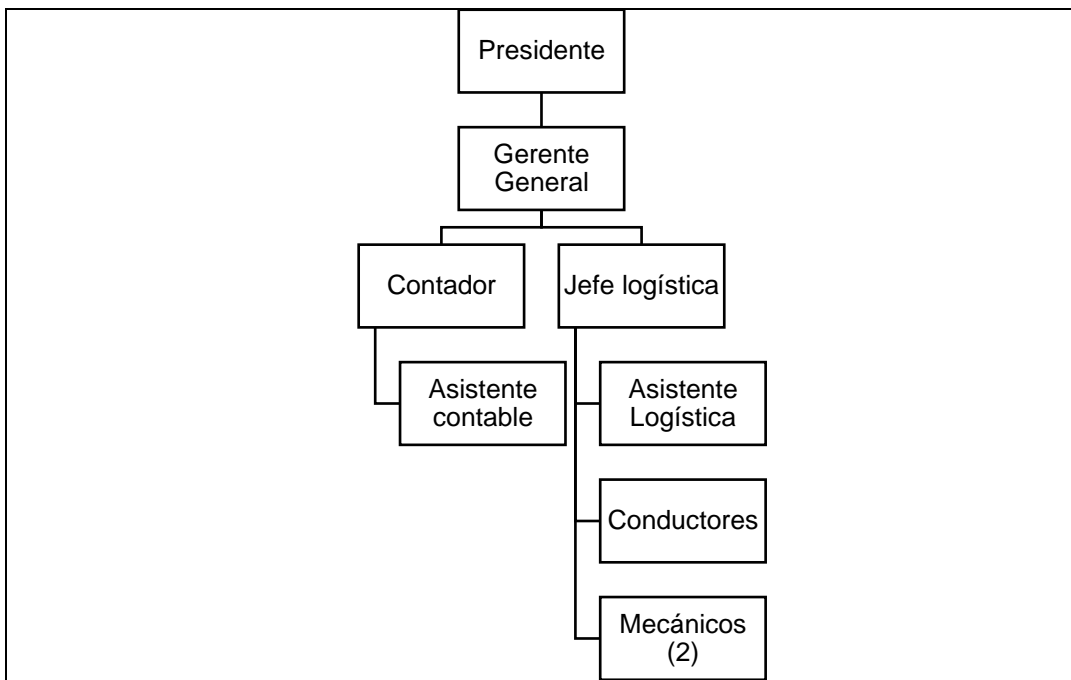 Presidente
Gerente
General
Contador
Jefe logística
Asistente
contable
Asistente
Logística
Conductores
Mecánicos
(2)